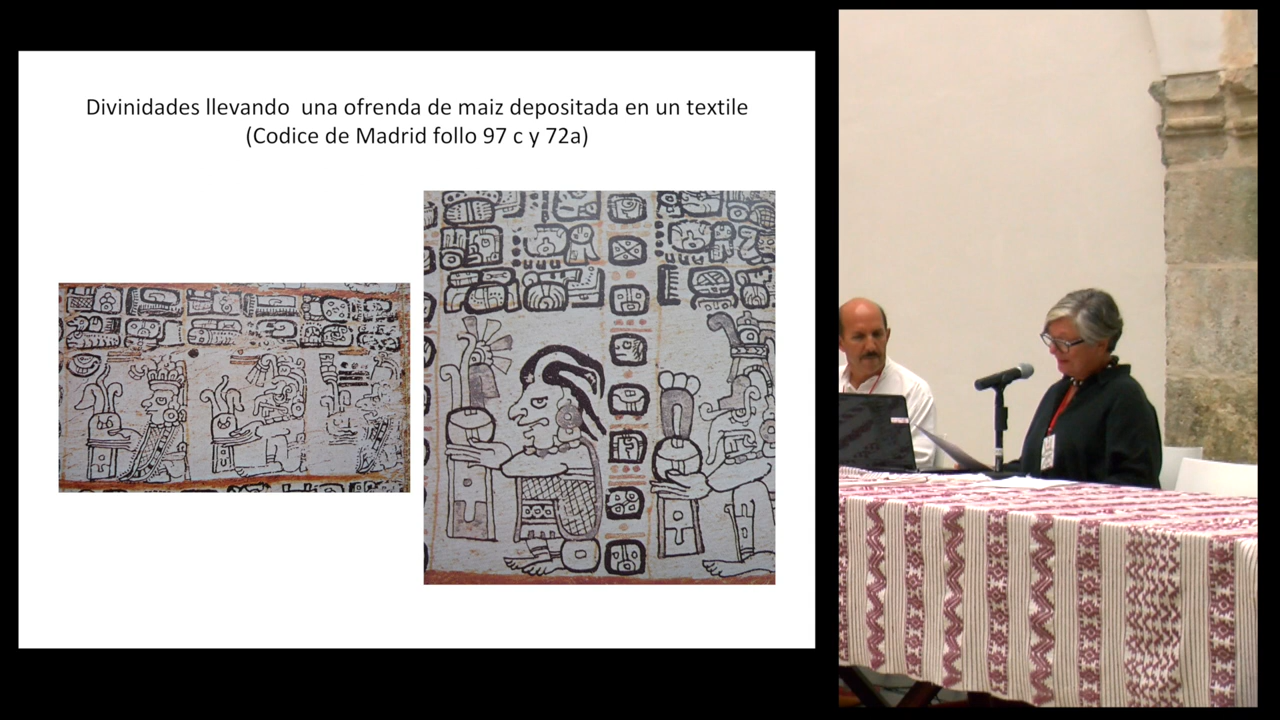 Divinidades llevando  una ofrenda de maiz depositada en un textile
(Codice de Madrid follo 97 c y 72a)